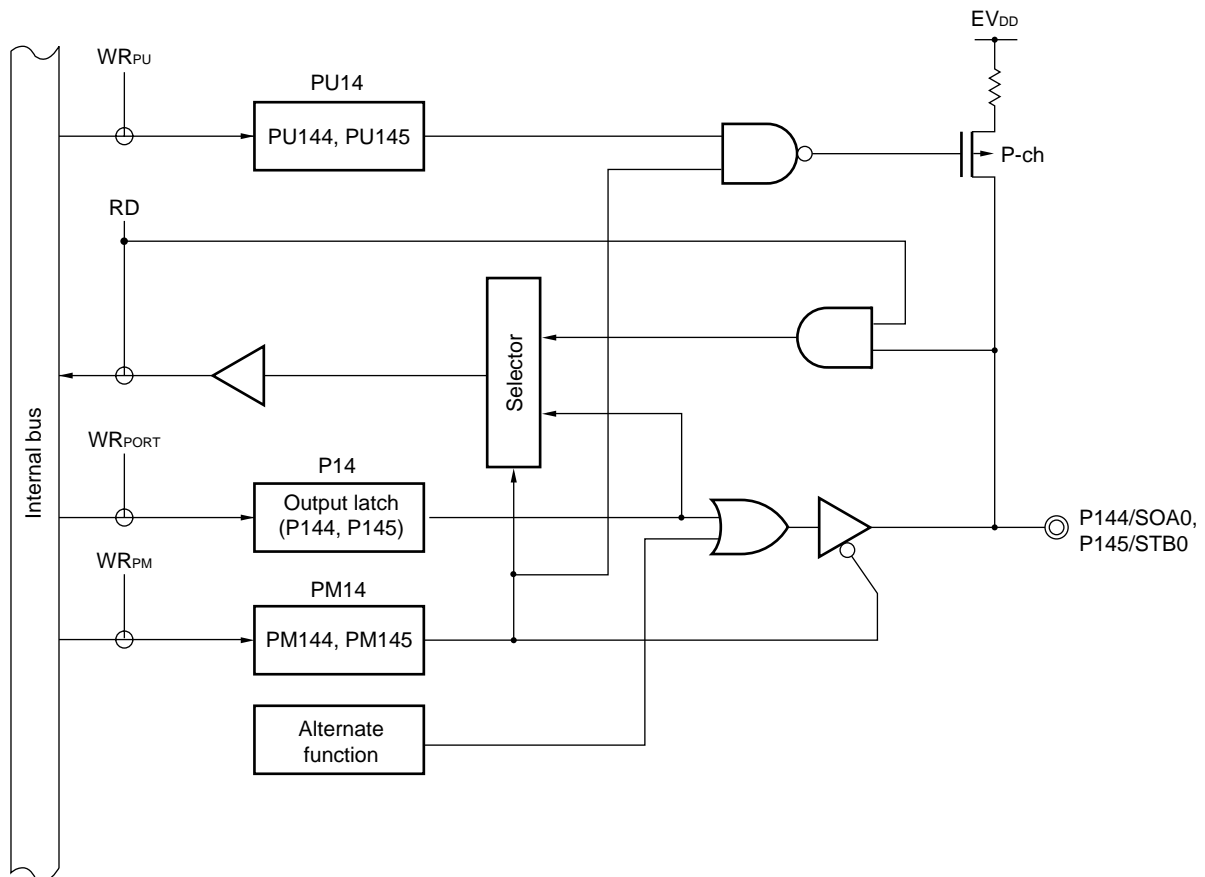 EVDD
WRPU
PU14
PU144, PU145
P-ch
RD
Selector
Internal bus
WRPORT
P14
Output latch
(P144, P145)
P144/SOA0,
P145/STB0
WRPM
PM14
PM144, PM145
Alternate
function